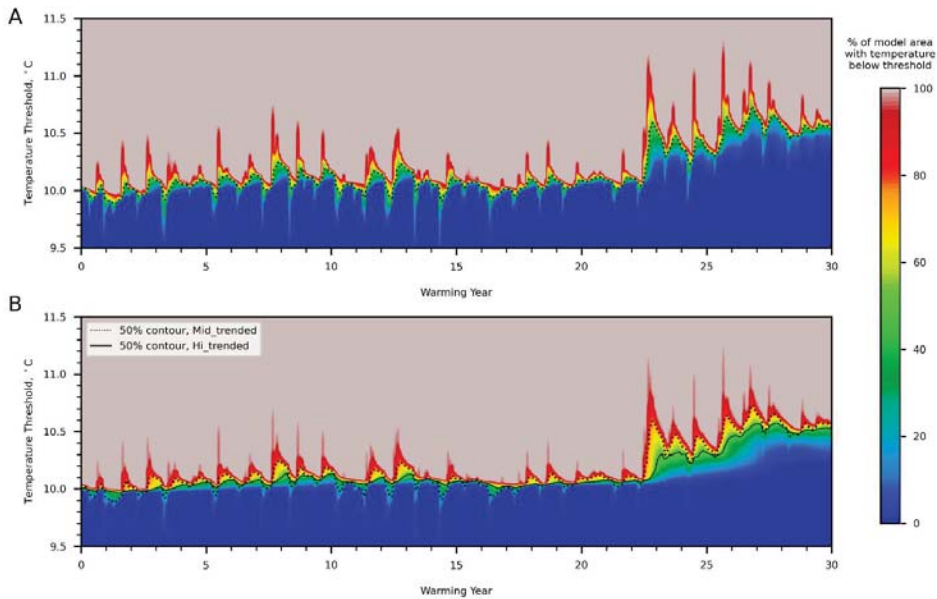 A
11.5
11.0
10.5
10.0
9.5
Temperature Threshold, °C
0 5 10 15 20 25 30
Warming Year
% of model area
with temperature
below threshold
100
80
60
40
20
0
B
50% contour, Mid_trended
50% contour, Hi_trended
11.5
11.0
10.5
10.0
9.5
Temperature Threshold, °C
0 5 10 15 20 25 30
Warming Year